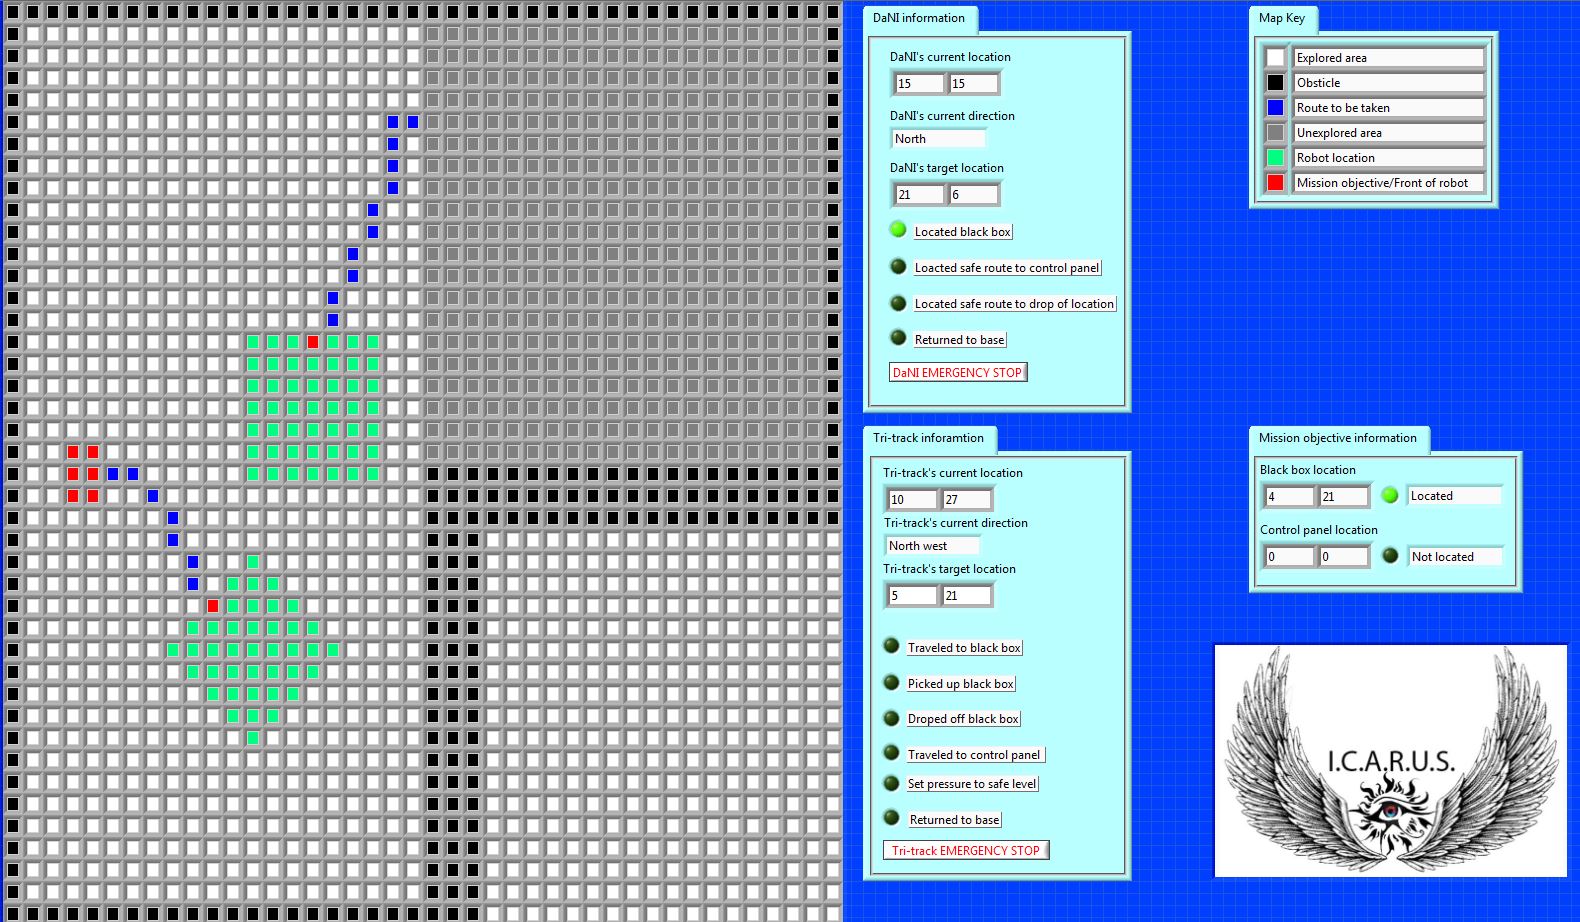 DaNI information
DaNI's current location
15 15
DaNI's current direction
North
DaNI's target location
21 6
Located black box
Loacted safe route to control panel
Located safe route to drop of location
Returned to base
DaNI EMERGENCY STOP
Map Key
Explored area
Obsticle
Route to be taken
Unexplored area
Robot location
Mission objective/Front of robot
Tri-track inforamtion
Tri-track's current location
10 27
Tri-track's current direction
North west
Tri-track's target location
5 21
Traveled to black box
Picked up black box
Droped off black box
Traveled to control panel
Set pressure to safe level
Returned to base
Tri-track EMERGENCY STOP
Mission objective information
Black box location
4 21 Located
Control panel location
0 0 Not located
I.C.A.R.U.S.